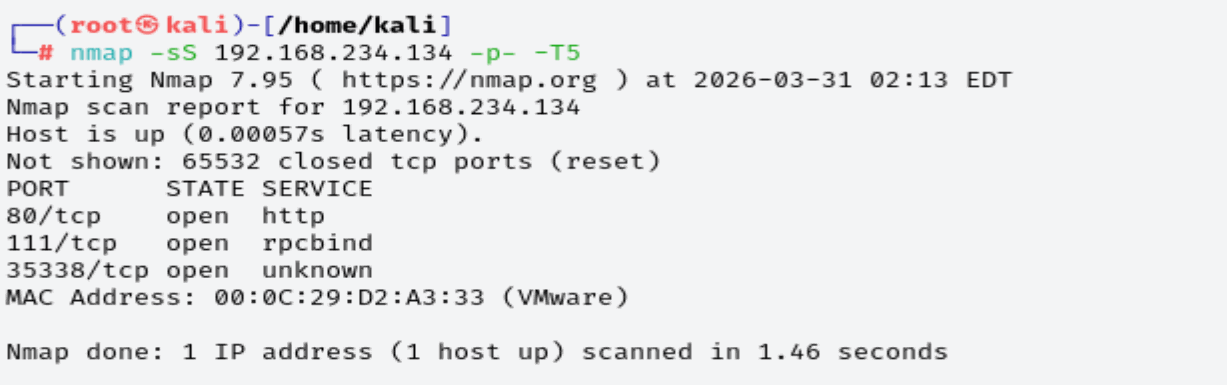 ┌──(root㉿kali)-[/home/kali]
└─# nmap -sS 192.168.234.134 -p- -T5
Starting Nmap 7.95 ( https://nmap.org ) at 2026-03-31 02:13 EDT
Nmap scan report for 192.168.234.134
Host is up (0.00057s latency).
Not shown: 65532 closed tcp ports (reset)
PORT      STATE SERVICE
80/tcp    open  http
111/tcp   open  rpcbind
35338/tcp open  unknown
MAC Address: 00:0C:29:D2:A3:33 (VMware)

Nmap done: 1 IP address (1 host up) scanned in 1.46 seconds